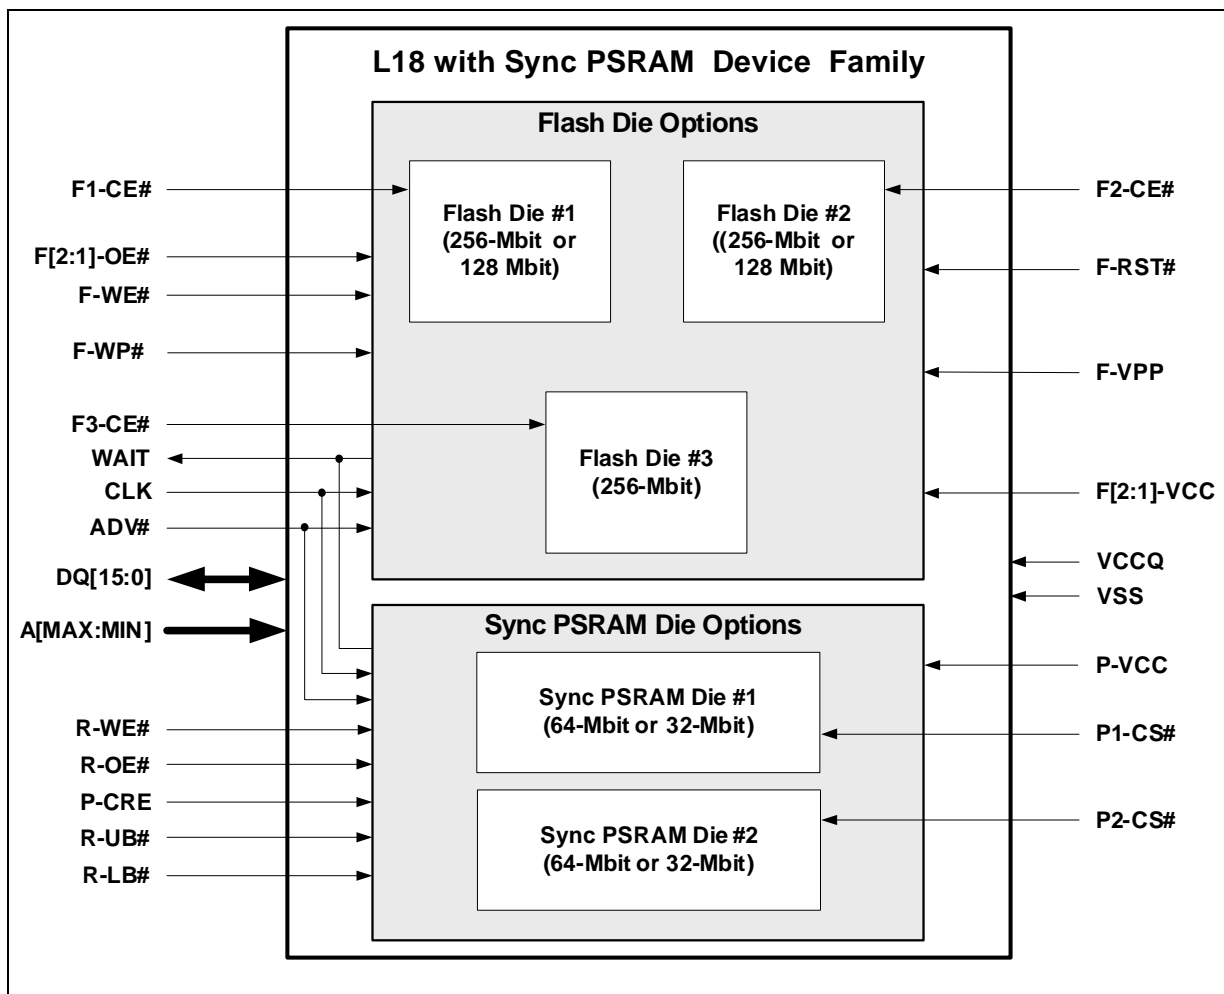 L18 with Sync PSRAM Device Family
Flash Die Options
F1-CE#
F[2:1]-OE#
F-WE#
F-WP#
F3-CE#
WAIT
CLK
ADV#
DQ[15:0]
A[MAX:MIN]
R-WE#
R-OE#
P-CRE
R-UB#
R-LB#
Flash Die #1
(256-Mbit or
128 Mbit)
Flash Die #2
((256-Mbit or
128 Mbit)
Flash Die #3
(256-Mbit)
Sync PSRAM Die Options
Sync PSRAM Die #1
(64-Mbit or 32-Mbit)
Sync PSRAM Die #2
(64-Mbit or 32-Mbit)
F2-CE#
F-RST#
F-VPP
F[2:1]-VCC
VCCQ
VSS
P-VCC
P1-CS#
P2-CS#